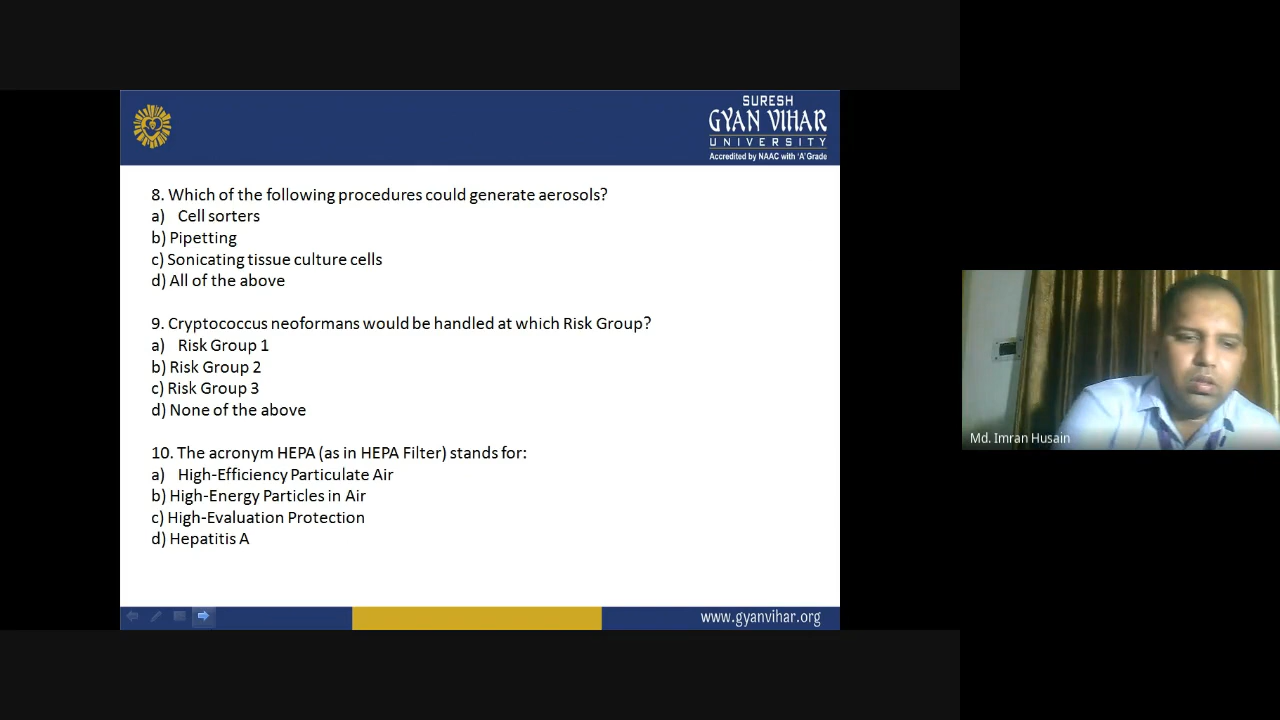 SURESH
GYAN VIHAR
UNIVERSITY
Accredited by NAAC with 'A' Grade
8. Which of the following procedures could generate aerosols?
a) Cell sorters
b) Pipetting
c) Sonicating tissue culture cells
d) All of the above
9. Cryptococcus neoformans would be handled at which Risk Group?
a) Risk Group 1
b) Risk Group 2
c) Risk Group 3
d) None of the above
10. The acronym HEPA (as in HEPA Filter) stands for:
a) High-Efficiency Particulate Air
b) High-Energy Particles in Air
c) High-Evaluation Protection
d) Hepatitis A
www.gyanvihar.org
Md. Imran Husain